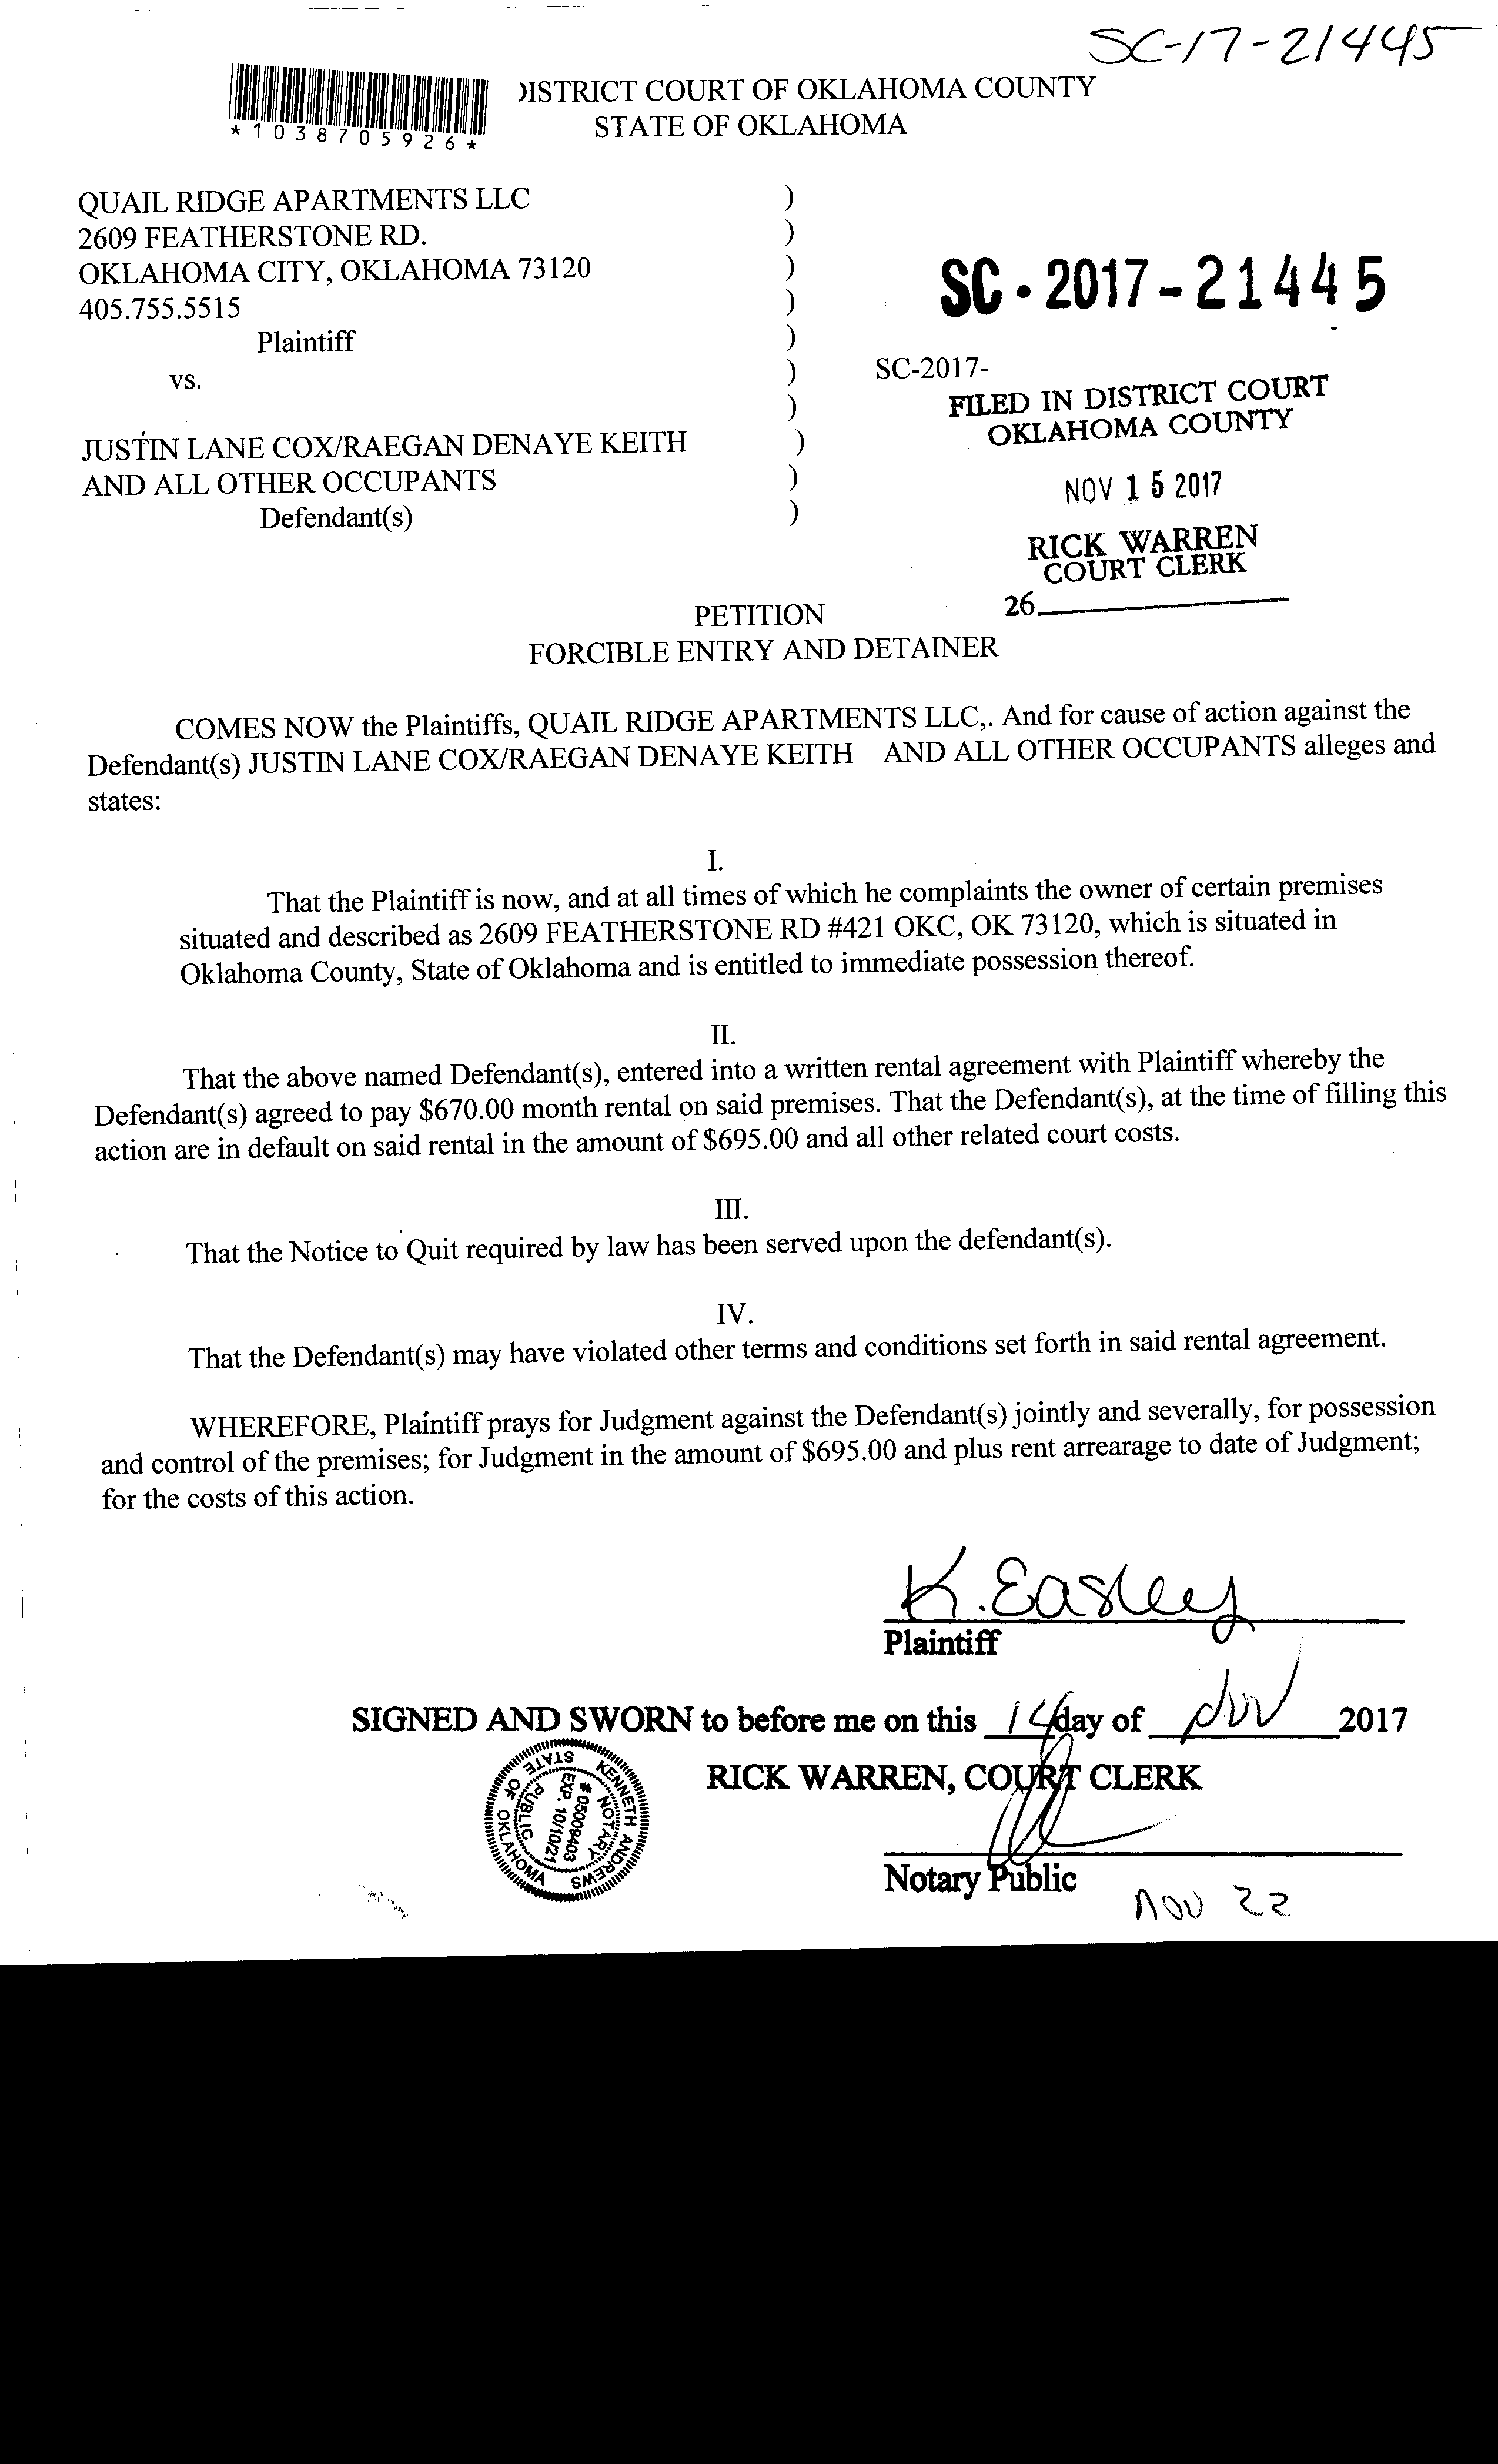 SC-17-21445
*1038705926*
DISTRICT COURT OF OKLAHOMA COUNTY
STATE OF OKLAHOMA
QUAIL RIDGE APARTMENTS LLC )
2609 FEATHERSTONE RD. )
OKLAHOMA CITY, OKLAHOMA 73120 )
405.755.5515 )
Plaintiff )
SC·2017-21445
vs. )
SC-2017-
)
FILED IN DISTRICT COURT
OKLAHOMA COUNTY
JUSTIN LANE COX/RAEGAN DENAYE KEITH )
AND ALL OTHER OCCUPANTS )
NOV 15 2017
Defendant(s) )
RICK WARREN
COURT CLERK
26
PETITION
FORCIBLE ENTRY AND DETAINER
COMES NOW the Plaintiffs, QUAIL RIDGE APARTMENTS LLC,. And for cause of action against the
Defendant(s) JUSTIN LANE COX/RAEGAN DENAYE KEITH AND ALL OTHER OCCUPANTS alleges and
states:
I.
That the Plaintiff is now, and at all times of which he complaints the owner of certain premises
situated and described as 2609 FEATHERSTONE RD #421 OKC, OK 73120, which is situated in
Oklahoma County, State of Oklahoma and is entitled to immediate possession thereof.
II.
That the above named Defendant(s), entered into a written rental agreement with Plaintiff whereby the
Defendant(s) agreed to pay $670.00 month rental on said premises. That the Defendant(s), at the time of filling this
action are in default on said rental in the amount of $695.00 and all other related court costs.
III.
That the Notice to Quit required by law has been served upon the defendant(s).
IV.
That the Defendant(s) may have violated other terms and conditions set forth in said rental agreement.
WHEREFORE, Plaintiff prays for Judgment against the Defendant(s) jointly and severally, for possession
and control of the premises; for Judgment in the amount of $695.00 and plus rent arrearage to date of Judgment;
for the costs of this action.
K. Easley
Plaintiff
SIGNED AND SWORN to before me on this 14 day of NOV 2017
RICK WARREN, COURT CLERK
KENNETH ANDREWS
NOTARY PUBLIC
# 05009403
EXP. 10/10/21
STATE OF OKLAHOMA
Notary Public
NOV 22